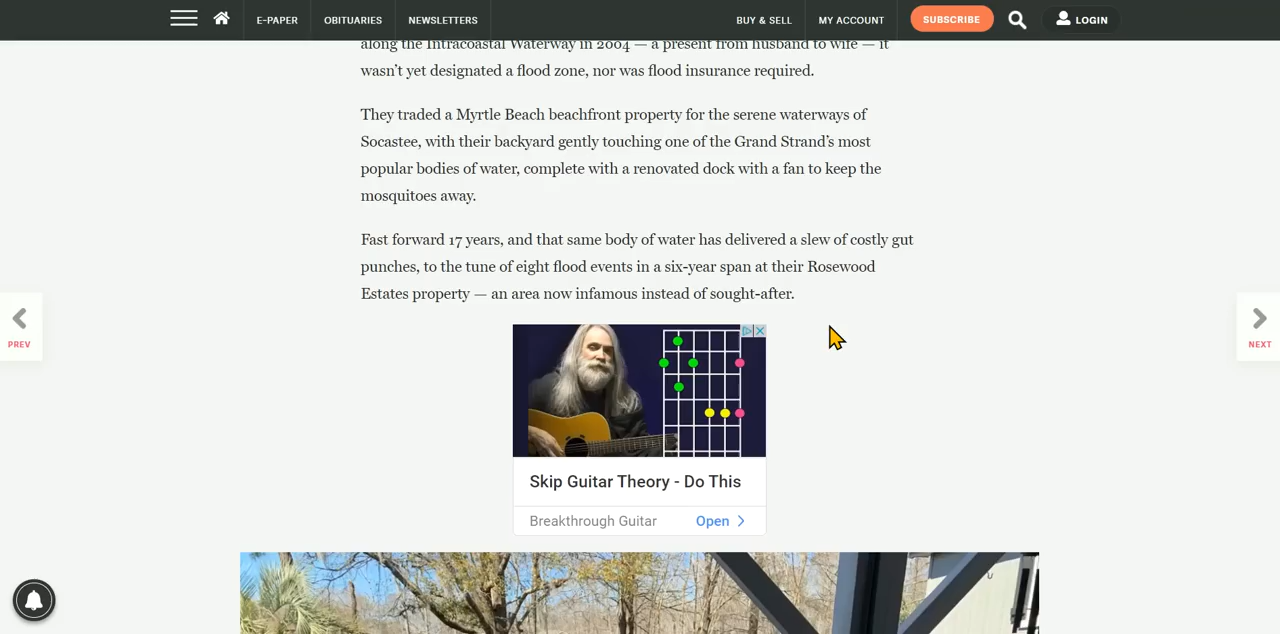 E-PAPER OBITUARIES NEWSLETTERS BUY & SELL MY ACCOUNT SUBSCRIBE LOGIN
along the Intracoastal Waterway in 2004 — a present from husband to wife — it
wasn’t yet designated a flood zone, nor was flood insurance required.
They traded a Myrtle Beach beachfront property for the serene waterways of
Socastee, with their backyard gently touching one of the Grand Strand’s most
popular bodies of water, complete with a renovated dock with a fan to keep the
mosquitoes away.
Fast forward 17 years, and that same body of water has delivered a slew of costly gut
punches, to the tune of eight flood events in a six-year span at their Rosewood
Estates property — an area now infamous instead of sought-after.
PREV
NEXT
Skip Guitar Theory - Do This
Breakthrough Guitar Open